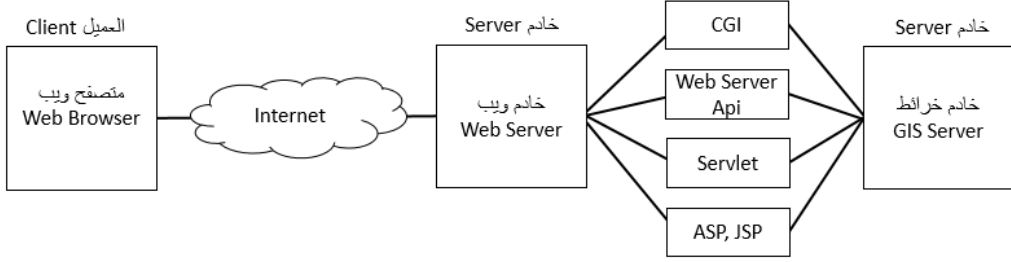 العميل Client
متصفح ويب
Web Browser
Internet
خادم Server
خادم ويب
Web Server
CGI
Web Server
Api
Servlet
ASP, JSP
خادم Server
خادم خرائط
GIS Server